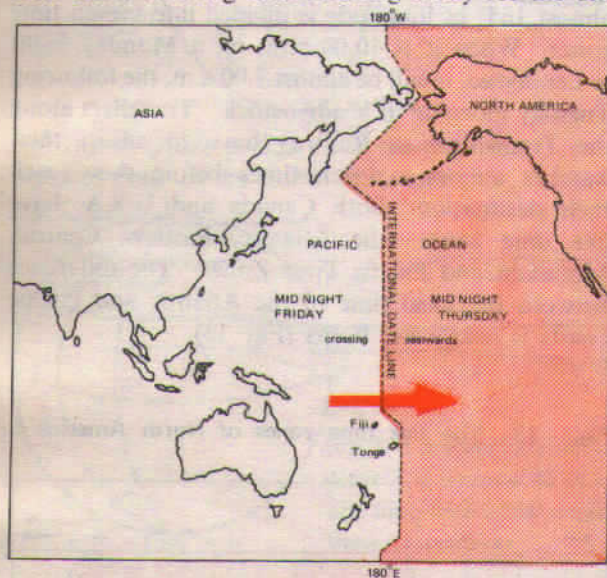 180°W
ASIA
NORTH AMERICA
INTERNATIONAL DATE LINE
PACIFIC OCEAN
MID NIGHT MID NIGHT
FRIDAY THURSDAY
crossing eastwards
Fiji
Tonga
180°E